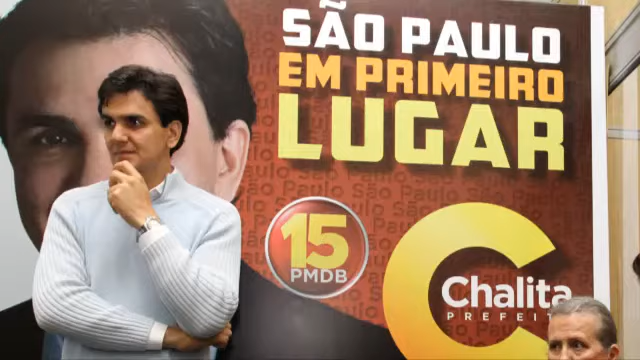 SÃO PAULO
EM PRIMEIRO
LUGAR
15
PMDB
Chalita
PREFEITO